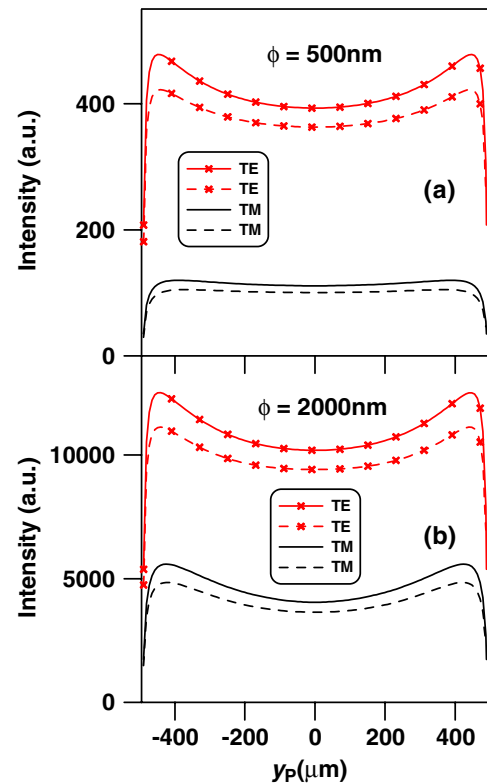 ϕ = 500nm
400
200
0
Intensity (a.u.)
TE
TE
TM
TM
(a)
ϕ = 2000nm
10000
5000
0
Intensity (a.u.)
TE
TE
TM
TM
(b)
-400 -200 0 200 400
yP(μm)